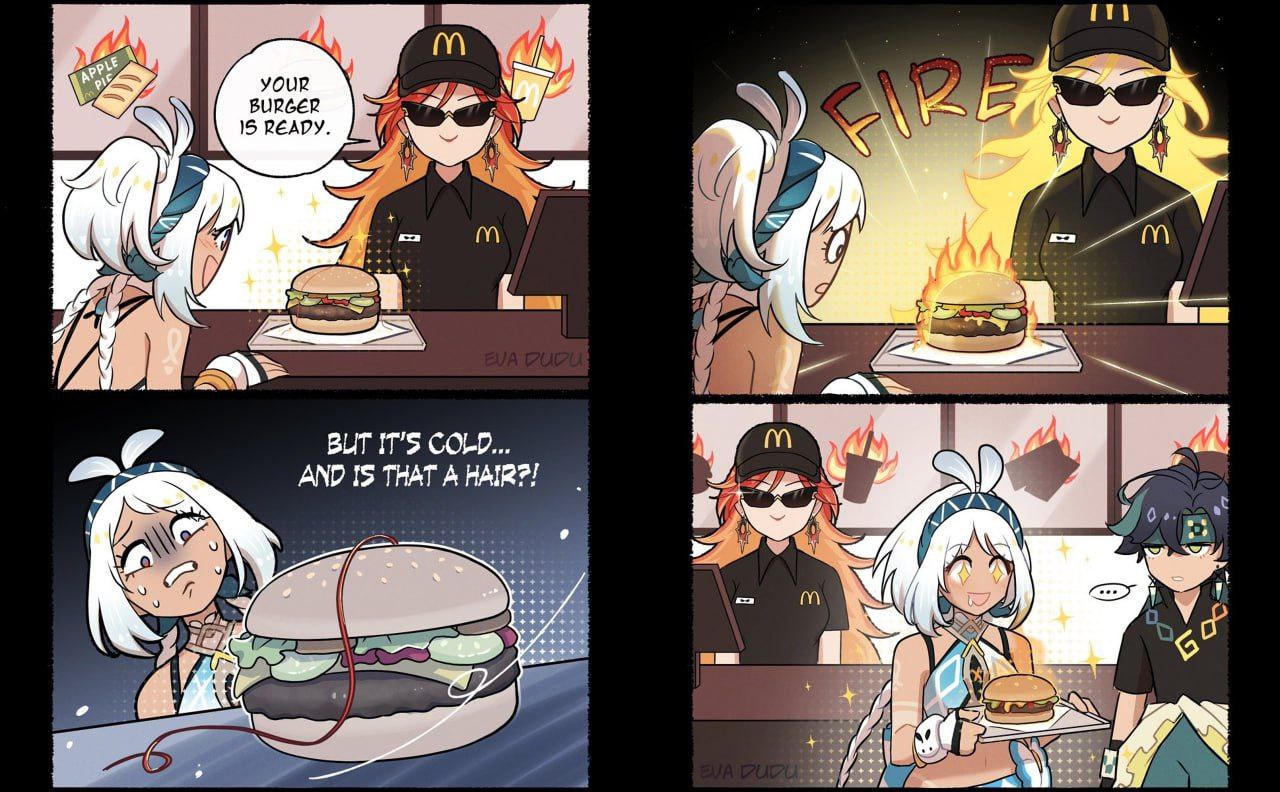 APPLE
PIE
M
YOUR
BURGER
IS READY.
M
M
M
EVA DUDU
BUT IT'S COLD...
AND IS THAT A HAIR?!
M
FIRE
M
M
M
...
EVA DUDU